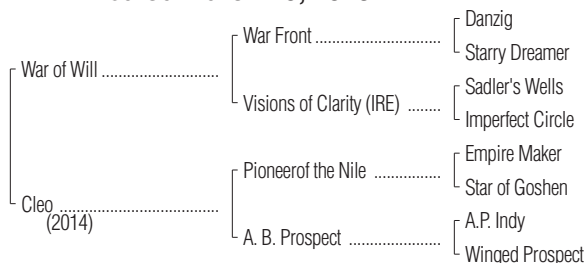 Danzig
War Front ................................
Starry Dreamer
War of Will ..............................
Sadler's Wells
Visions of Clarity (IRE) ........
Imperfect Circle
Empire Maker
Pioneerof the Nile .................
Star of Goshen
Cleo ........................................
(2014)
A.P. Indy
A. B. Prospect .......................
Winged Prospect